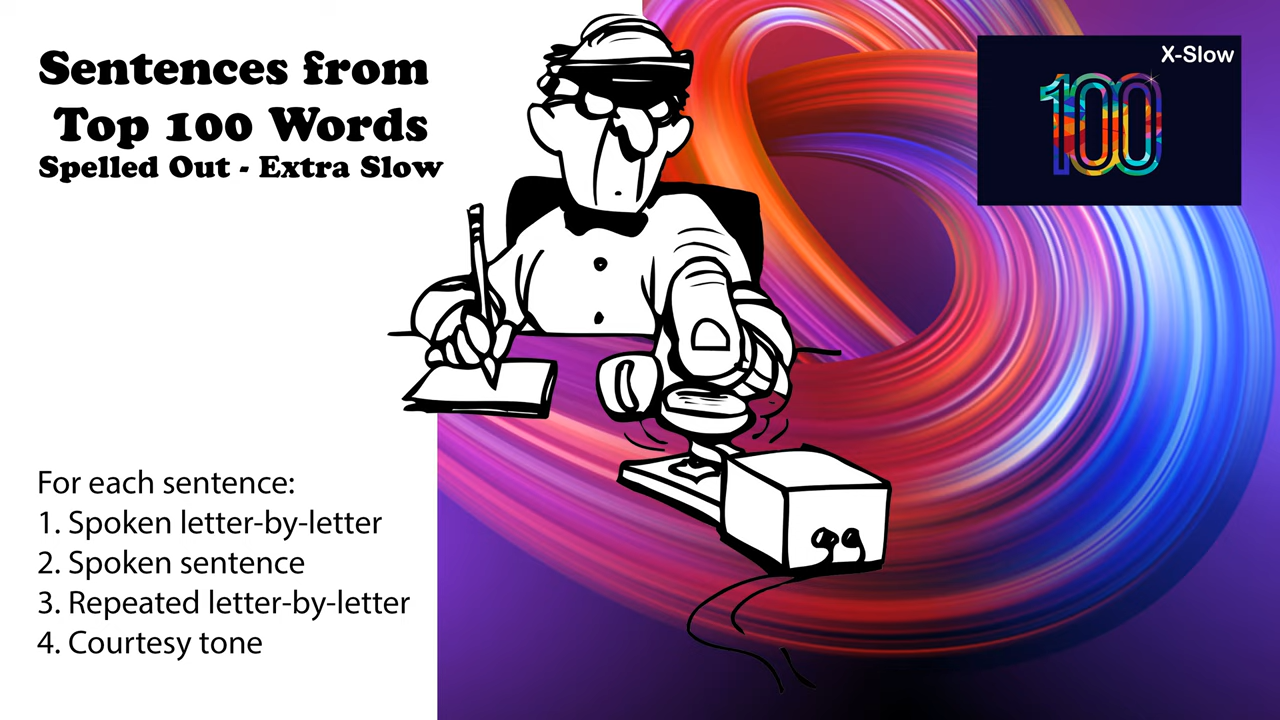 Sentences from
Top 100 Words
Spelled Out - Extra Slow
X-Slow
100
For each sentence:
1. Spoken letter-by-letter
2. Spoken sentence
3. Repeated letter-by-letter
4. Courtesy tone